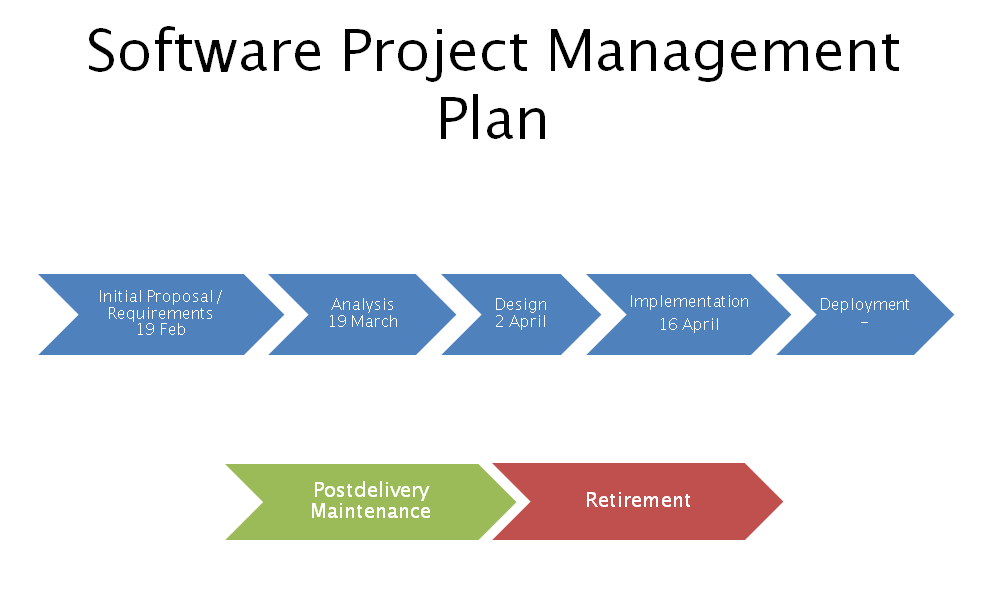 Software Project Management
Plan
Initial Proposal /
Requirements
19 Feb
Analysis
19 March
Design
2 April
Implementation
16 April
Deployment
–
Postdelivery
Maintenance
Retirement